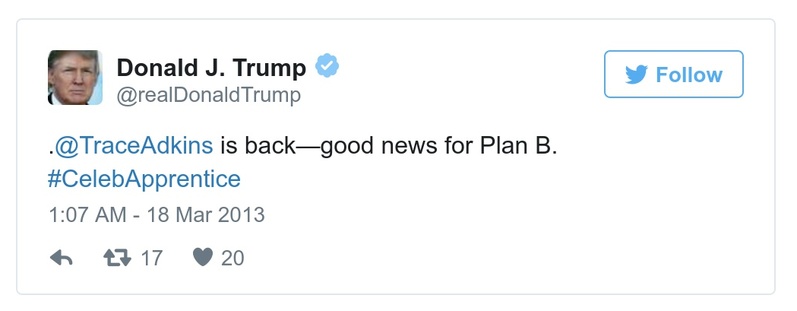 Donald J. Trump
Follow
@realDonaldTrump
.@TraceAdkins is back—good news for Plan B.
#CelebApprentice
1:07 AM - 18 Mar 2013
17 20